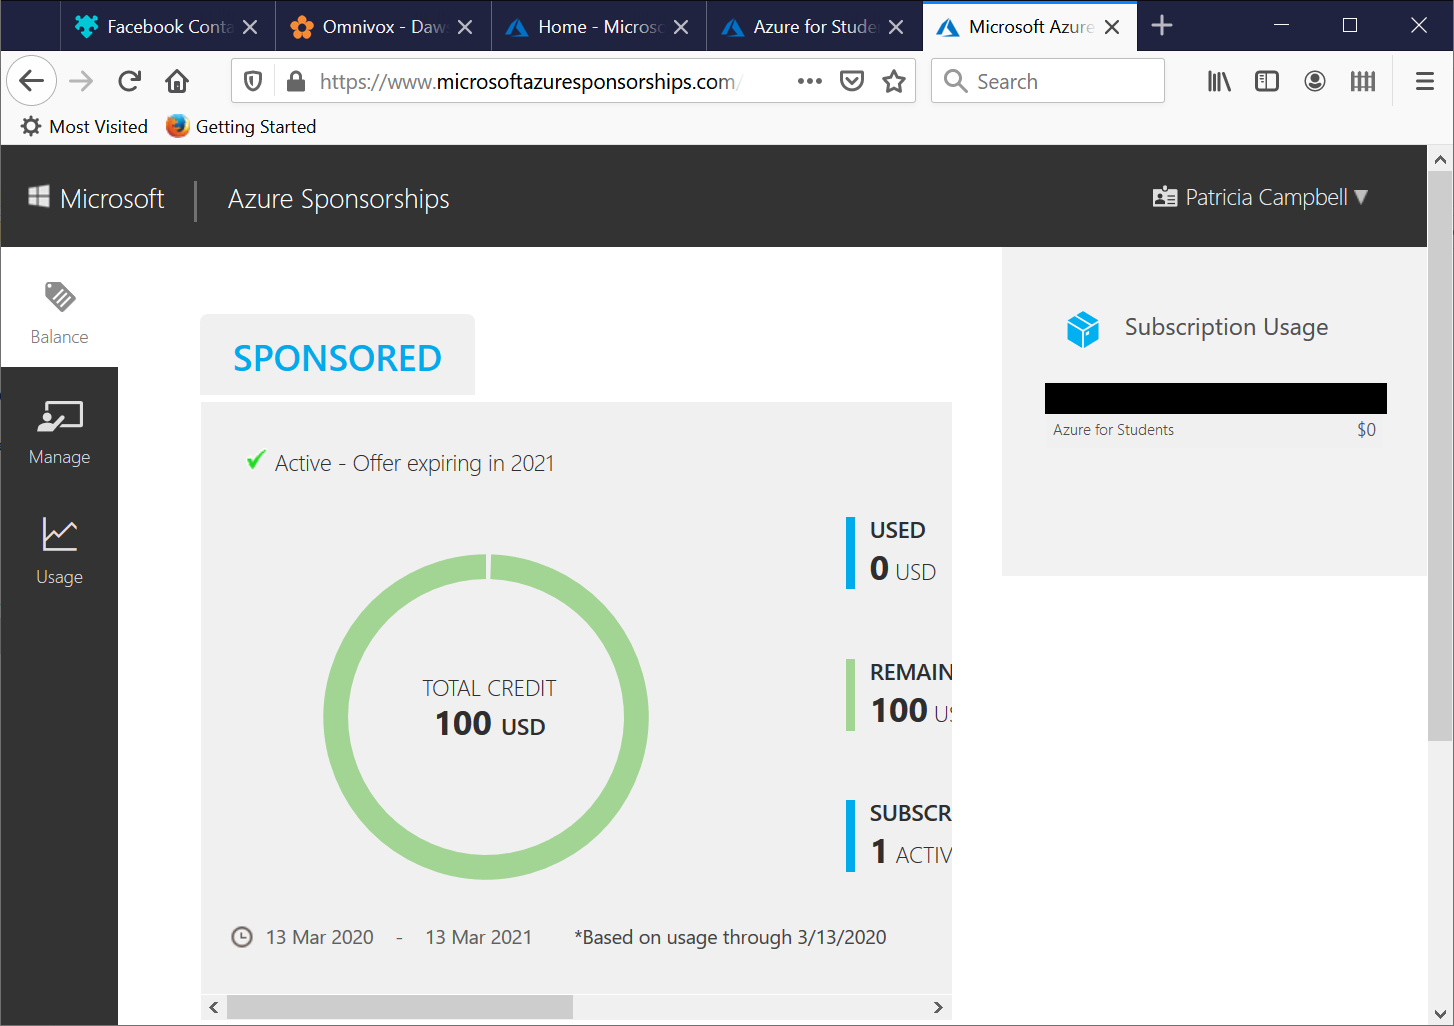 Facebook Conta
Omnivox - Daw
Home - Microso
Azure for Stude
Microsoft Azure
https://www.microsoftazuresponsorships.com/
Search
Most Visited
Getting Started
Microsoft
Azure Sponsorships
Patricia Campbell
Balance
Manage
Usage
SPONSORED
Active - Offer expiring in 2021
TOTAL CREDIT
100 USD
USED
0 USD
REMAIN
100 US
SUBSCR
1 ACTIV
13 Mar 2020 - 13 Mar 2021 *Based on usage through 3/13/2020
Subscription Usage
Azure for Students $0